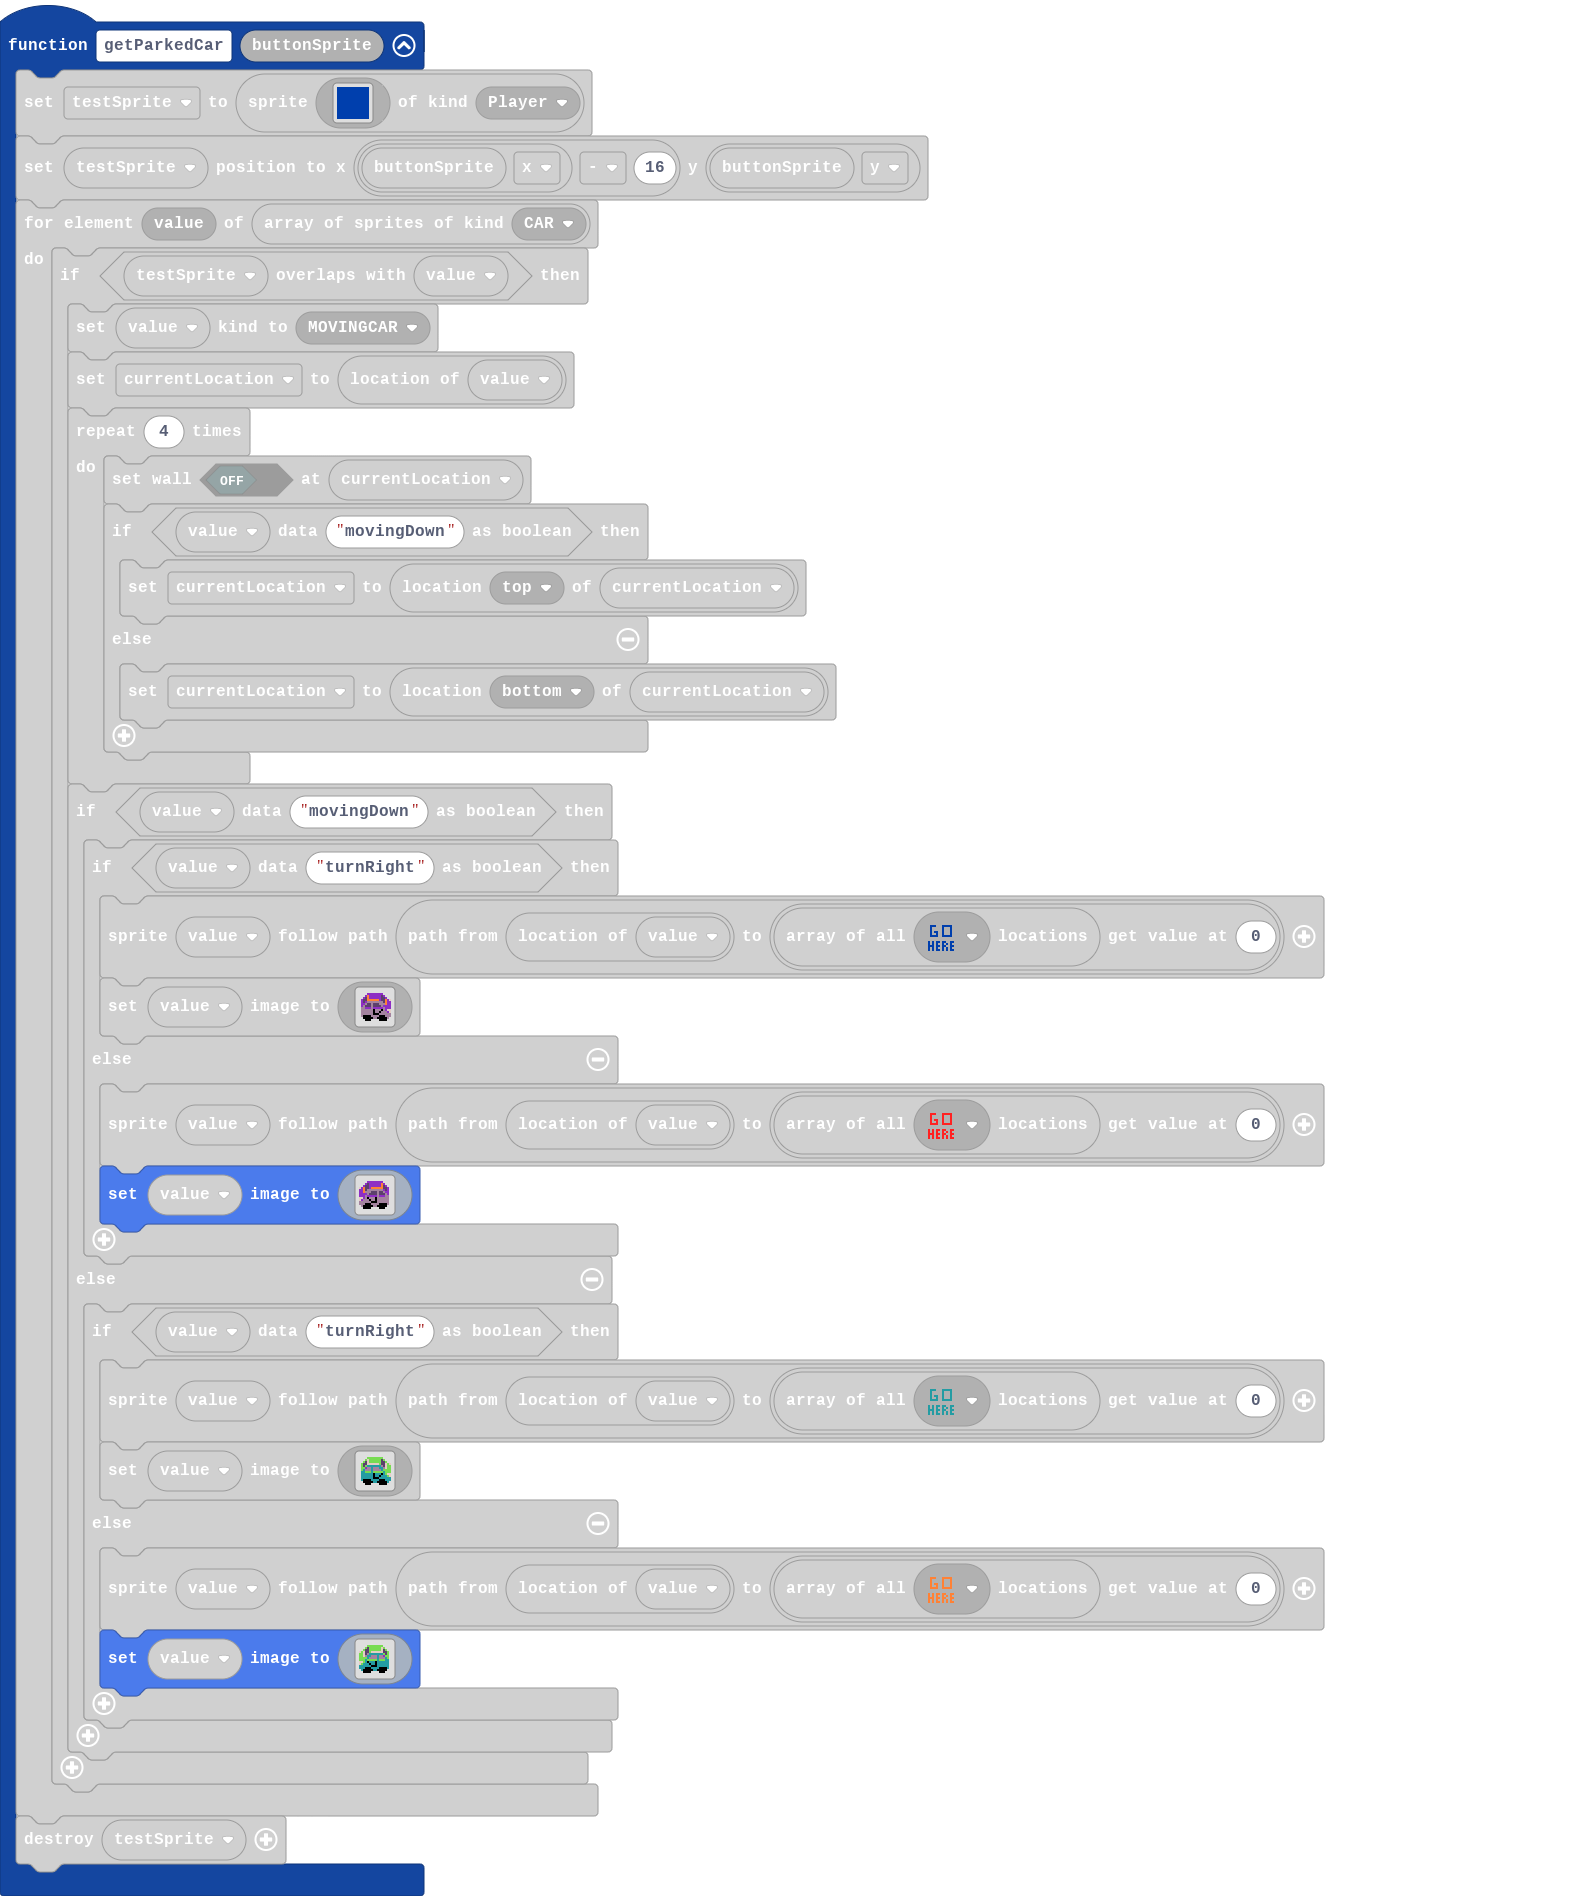 function getParkedCar buttonSprite
set testSprite to sprite of kind Player
set testSprite position to x buttonSprite x - 16 y buttonSprite y
for element value of array of sprites of kind CAR
do
if testSprite overlaps with value then
set value kind to MOVINGCAR
set currentLocation to location of value
repeat 4 times
do
set wall OFF at currentLocation
if value data "movingDown" as boolean then
set currentLocation to location top of currentLocation
else
set currentLocation to location bottom of currentLocation
if value data "movingDown" as boolean then
if value data "turnRight" as boolean then
sprite value follow path path from location of value to array of all GO HERE locations get value at 0
set value image to
else
sprite value follow path path from location of value to array of all GO HERE locations get value at 0
set value image to
else
if value data "turnRight" as boolean then
sprite value follow path path from location of value to array of all GO HERE locations get value at 0
set value image to
else
sprite value follow path path from location of value to array of all GO HERE locations get value at 0
set value image to
destroy testSprite